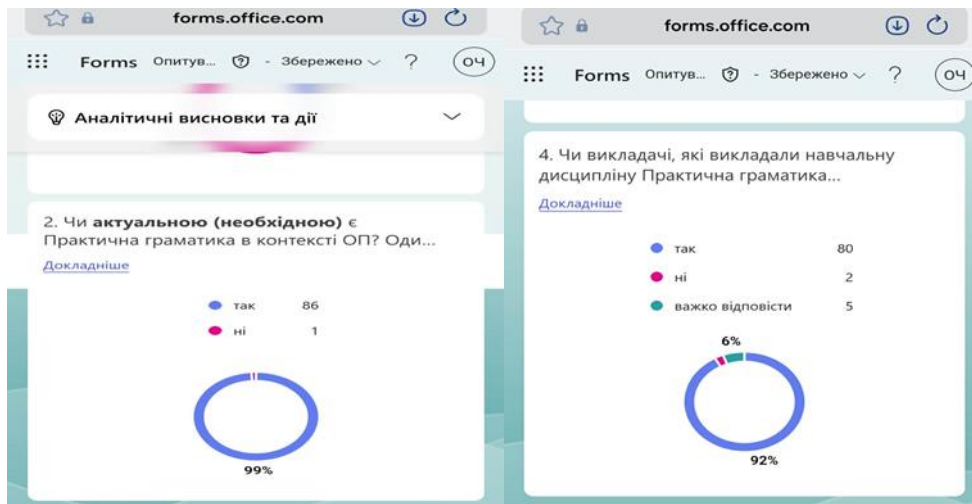 forms.office.com
Forms Опитув... - Збережено ? ОЧ
Аналітичні висновки та дії
2. Чи актуальною (необхідною) є
Практична граматика в контексті ОП? Оди...
Докладніше
так 86
ні 1
99%
forms.office.com
Forms Опитув... - Збережено ? ОЧ
4. Чи викладачі, які викладали навчальну
дисципліну Практична граматика...
Докладніше
так 80
ні 2
важко відповісти 5
6%
92%